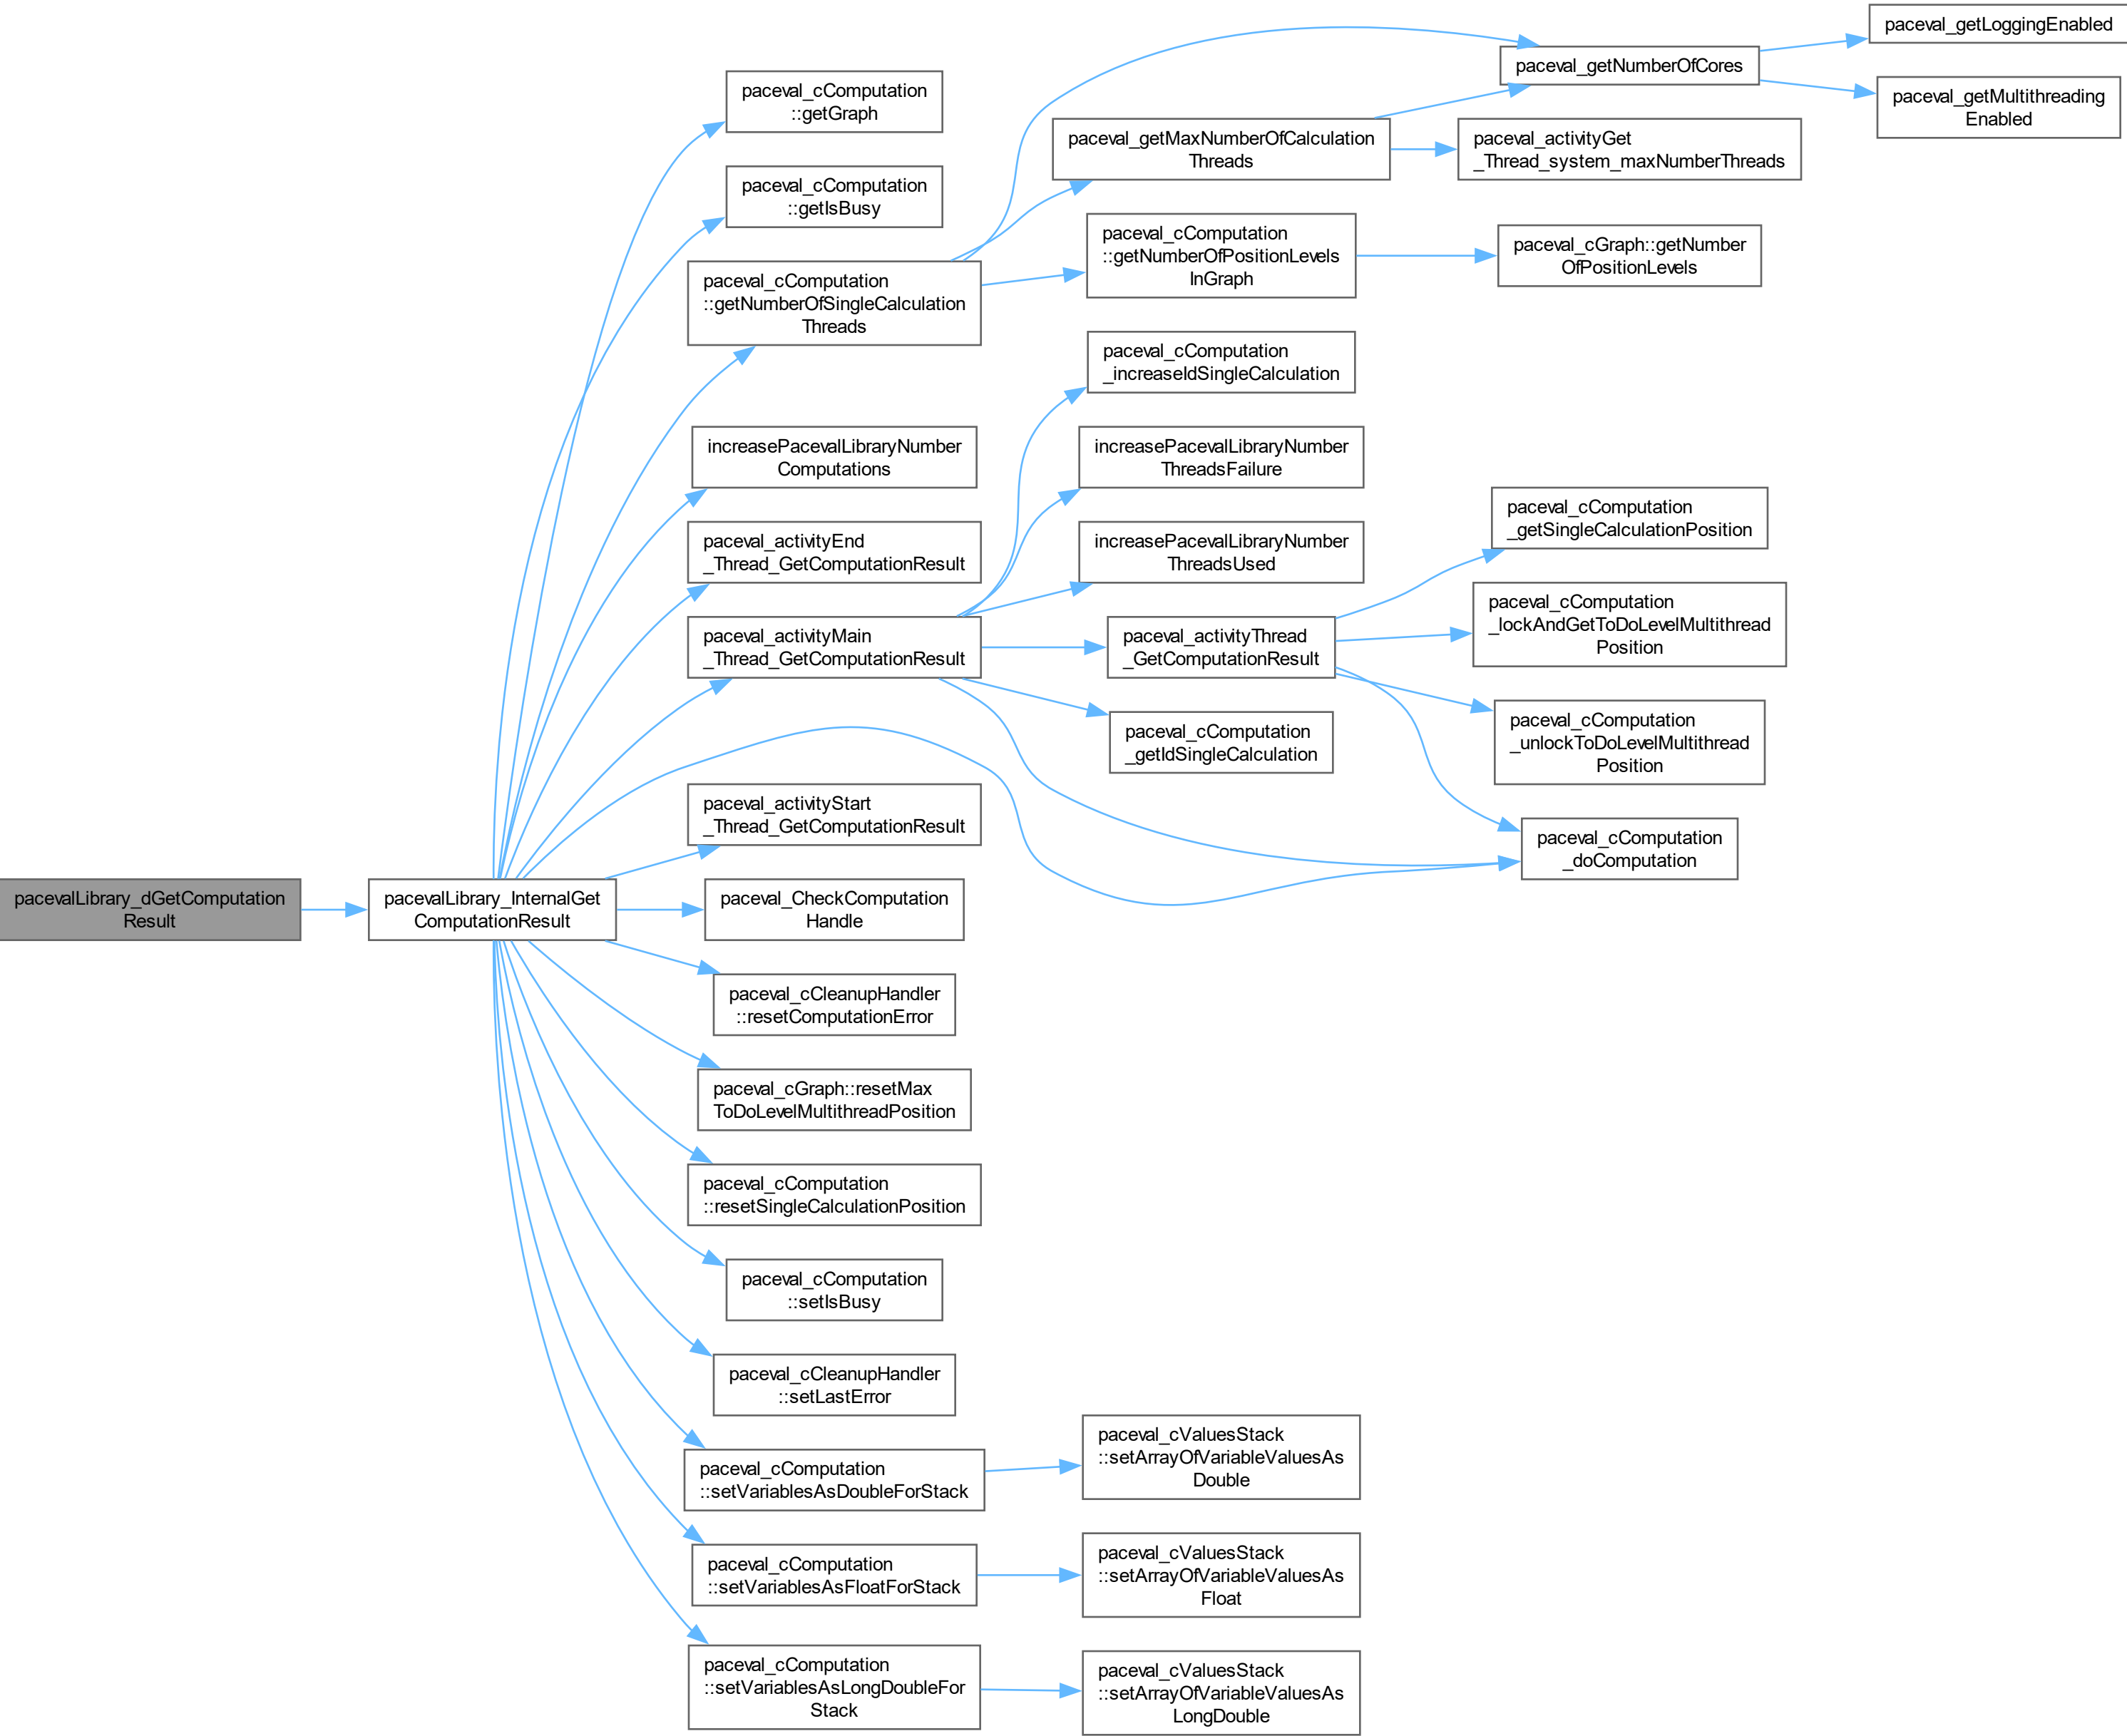 pacevalLibrary_dGetComputation
Result
pacevalLibrary_InternalGet
ComputationResult
paceval_cComputation
::getGraph
paceval_cComputation
::getIsBusy
paceval_cComputation
::getNumberOfSingleCalculation
Threads
increasePacevalLibraryNumber
Computations
paceval_activityEnd
_Thread_GetComputationResult
paceval_activityMain
_Thread_GetComputationResult
paceval_activityStart
_Thread_GetComputationResult
paceval_CheckComputation
Handle
paceval_cCleanupHandler
::resetComputationError
paceval_cGraph::resetMax
ToDoLevelMultithreadPosition
paceval_cComputation
::resetSingleCalculationPosition
paceval_cComputation
::setIsBusy
paceval_cCleanupHandler
::setLastError
paceval_cComputation
::setVariablesAsDoubleForStack
paceval_cComputation
::setVariablesAsFloatForStack
paceval_cComputation
::setVariablesAsLongDoubleFor
Stack
paceval_getMaxNumberOfCalculation
Threads
paceval_cComputation
::getNumberOfPositionLevels
InGraph
paceval_cComputation
_increaseIdSingleCalculation
increasePacevalLibraryNumber
ThreadsFailure
increasePacevalLibraryNumber
ThreadsUsed
paceval_activityThread
_GetComputationResult
paceval_cComputation
_getIdSingleCalculation
paceval_cValuesStack
::setArrayOfVariableValuesAs
Double
paceval_cValuesStack
::setArrayOfVariableValuesAs
Float
paceval_cValuesStack
::setArrayOfVariableValuesAs
LongDouble
paceval_getNumberOfCores
paceval_activityGet
_Thread_system_maxNumberThreads
paceval_cGraph::getNumber
OfPositionLevels
paceval_cComputation
_getSingleCalculationPosition
paceval_cComputation
_lockAndGetToDoLevelMultithread
Position
paceval_cComputation
_unlockToDoLevelMultithread
Position
paceval_cComputation
_doComputation
paceval_getLoggingEnabled
paceval_getMultithreading
Enabled